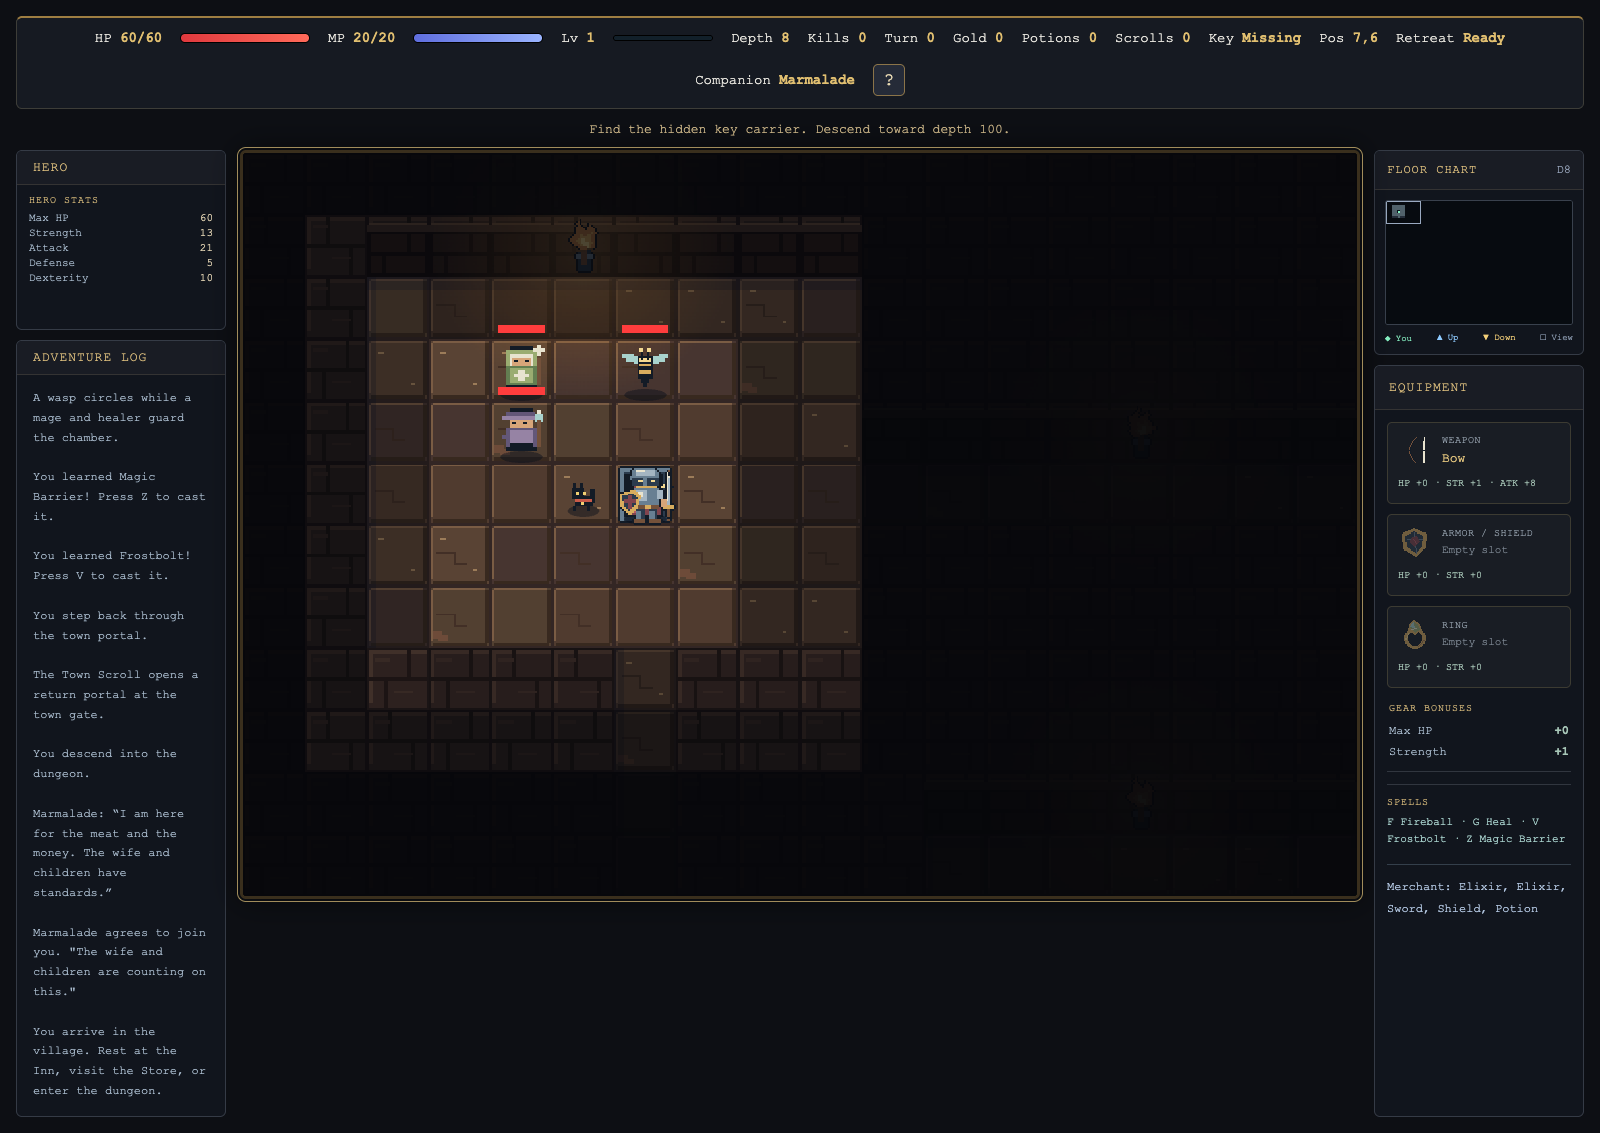 HP 60/60 MP 20/20 Lv 1 Depth 8 Kills 0 Turn 0 Gold 0 Potions 0 Scrolls 0 Key Missing Pos 7,6 Retreat Ready
Companion Marmalade ?
Find the hidden key carrier. Descend toward depth 100.
HERO
HERO STATS
Max HP 60
Strength 13
Attack 21
Defense 5
Dexterity 10
ADVENTURE LOG
A wasp circles while a
mage and healer guard
the chamber.
You learned Magic
Barrier! Press Z to cast
it.
You learned Frostbolt!
Press V to cast it.
You step back through
the town portal.
The Town Scroll opens a
return portal at the
town gate.
You descend into the
dungeon.
Marmalade: “I am here
for the meat and the
money. The wife and
children have
standards.”
Marmalade agrees to join
you. "The wife and
children are counting on
this."
You arrive in the
village. Rest at the
Inn, visit the Store, or
enter the dungeon.
FLOOR CHART D8
◆ You ▲ Up ▼ Down □ View
EQUIPMENT
WEAPON
Bow
HP +0 · STR +1 · ATK +8
ARMOR / SHIELD
Empty slot
HP +0 · STR +0
RING
Empty slot
HP +0 · STR +0
GEAR BONUSES
Max HP +0
Strength +1
SPELLS
F Fireball · G Heal · V
Frostbolt · Z Magic Barrier
Merchant: Elixir, Elixir,
Sword, Shield, Potion